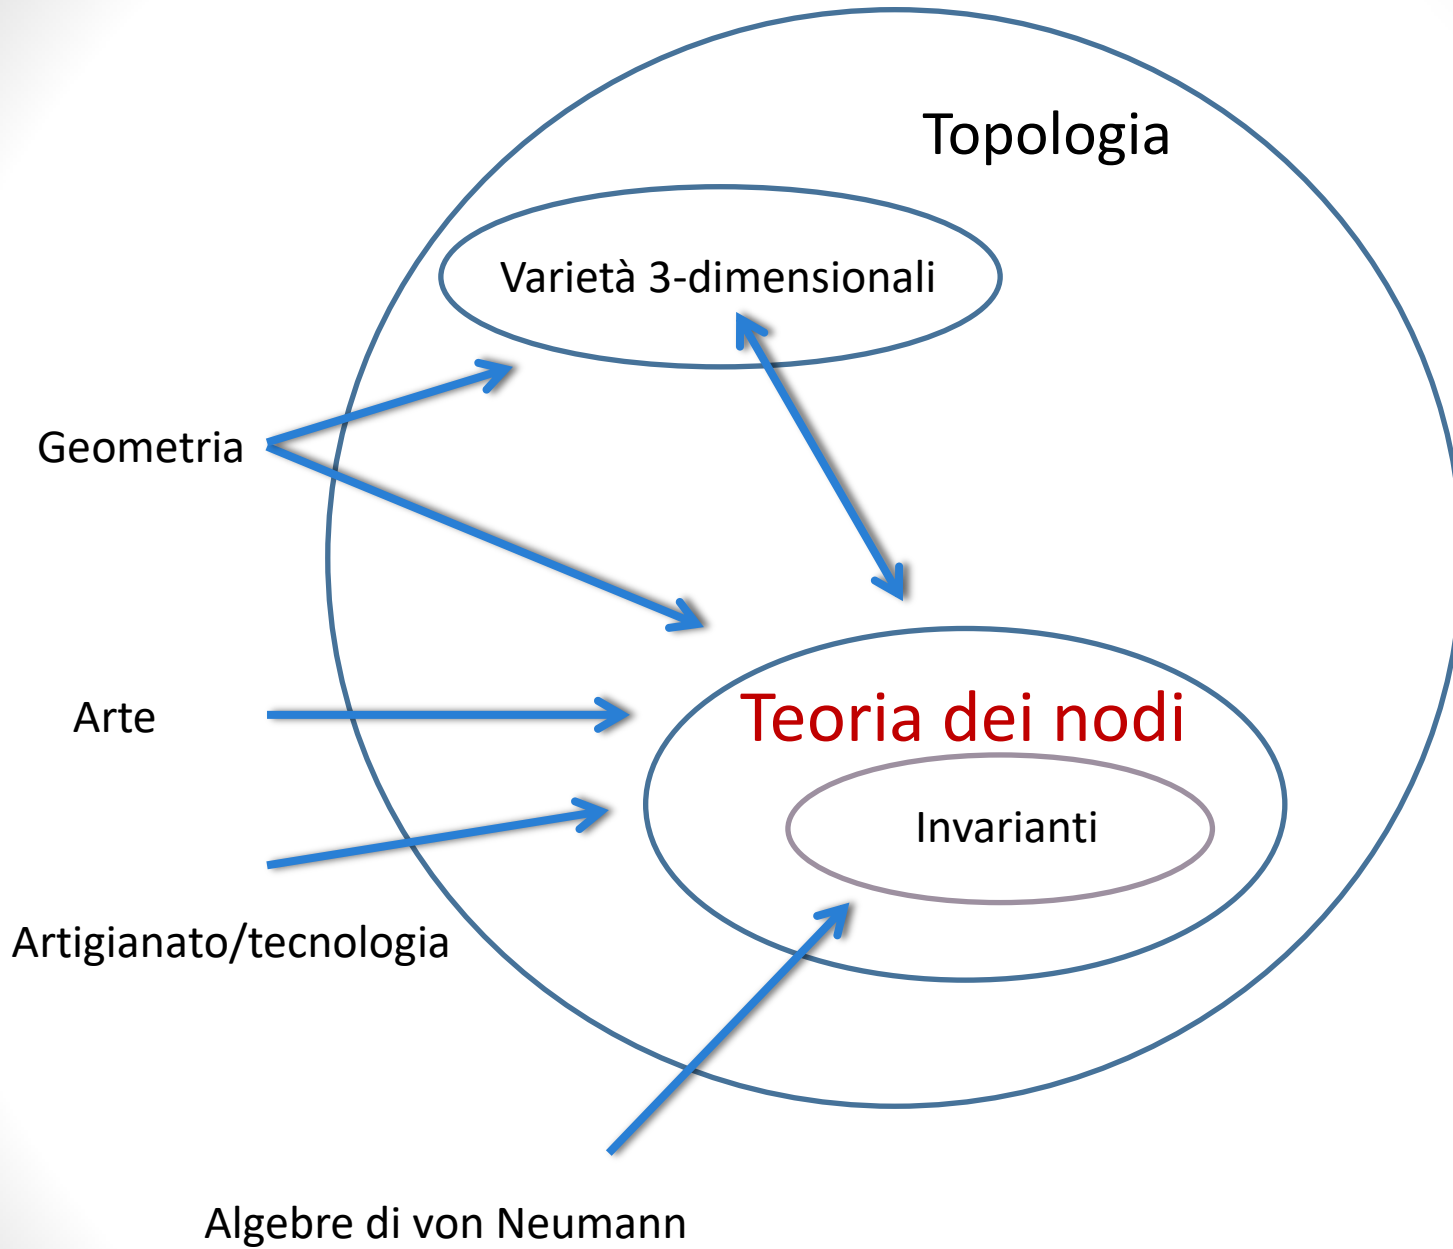 Topologia
Varietà 3-dimensionali
Geometria
Teoria dei nodi
Arte
Invarianti
Artigianato/tecnologia
Algebre di von Neumann